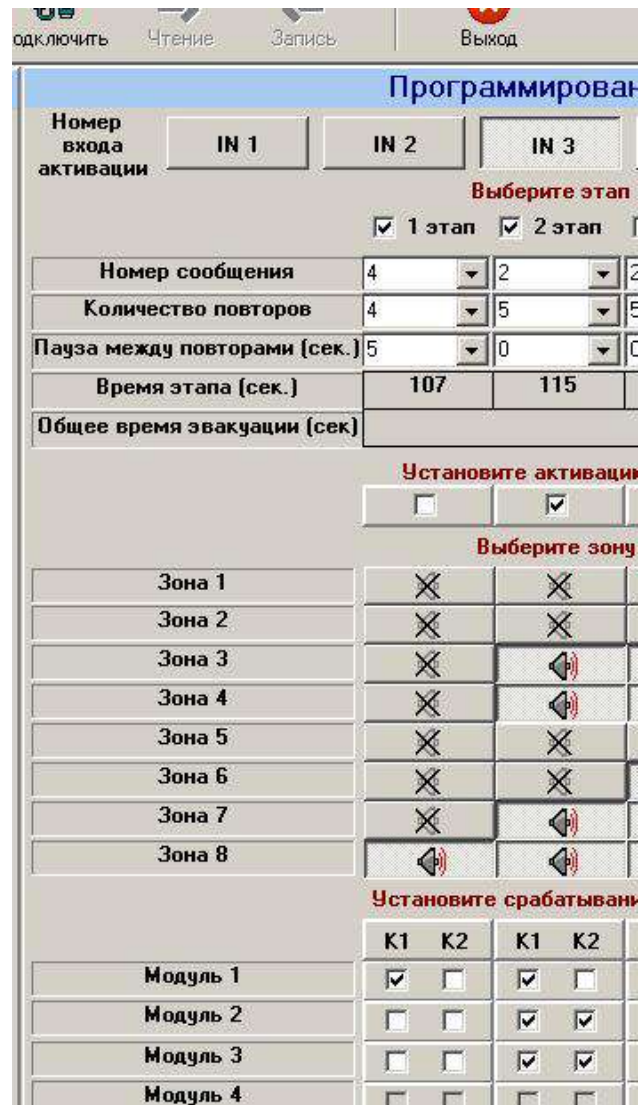 одключить Чтение Запись Выход
Программирован
Номер входа активации IN 1 IN 2 IN 3
Выберите этап
1 этап 2 этап
Номер сообщения 4 2 2
Количество повторов 4 5 5
Пауза между повторами (сек.) 5 0 0
Время этапа (сек.) 107 115
Общее время эвакуации (сек)
Установите активаци
Выберите зону
Зона 1
Зона 2
Зона 3
Зона 4
Зона 5
Зона 6
Зона 7
Зона 8
Установите срабатывани
K1 K2 K1 K2
Модуль 1
Модуль 2
Модуль 3
Модуль 4